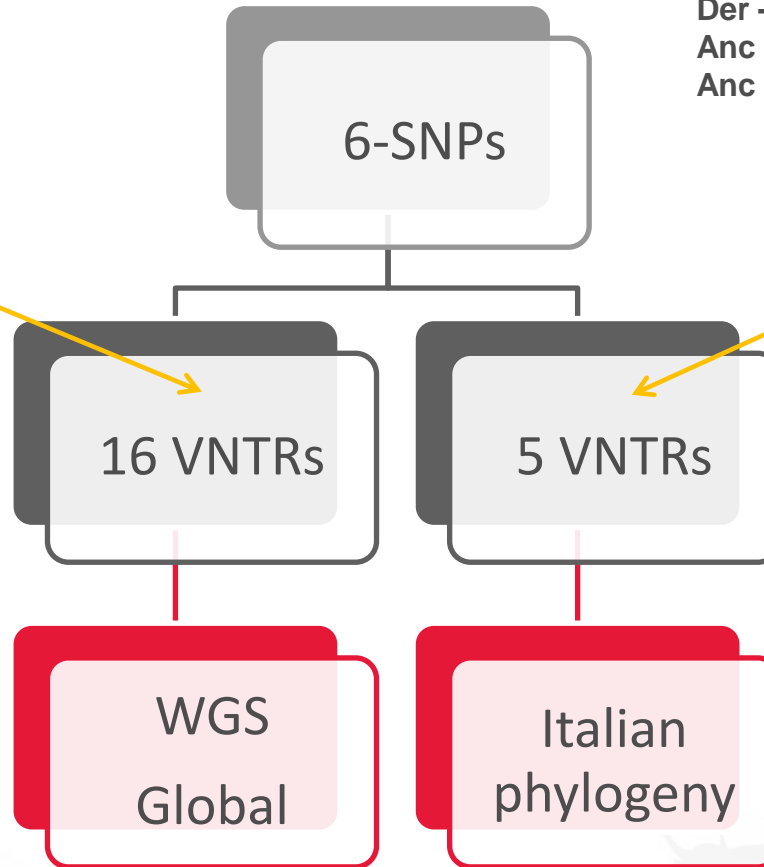 Der -
Anc
Anc
6-SNPs
16 VNTRs
5 VNTRs
WGS
Global
Italian
phylogeny